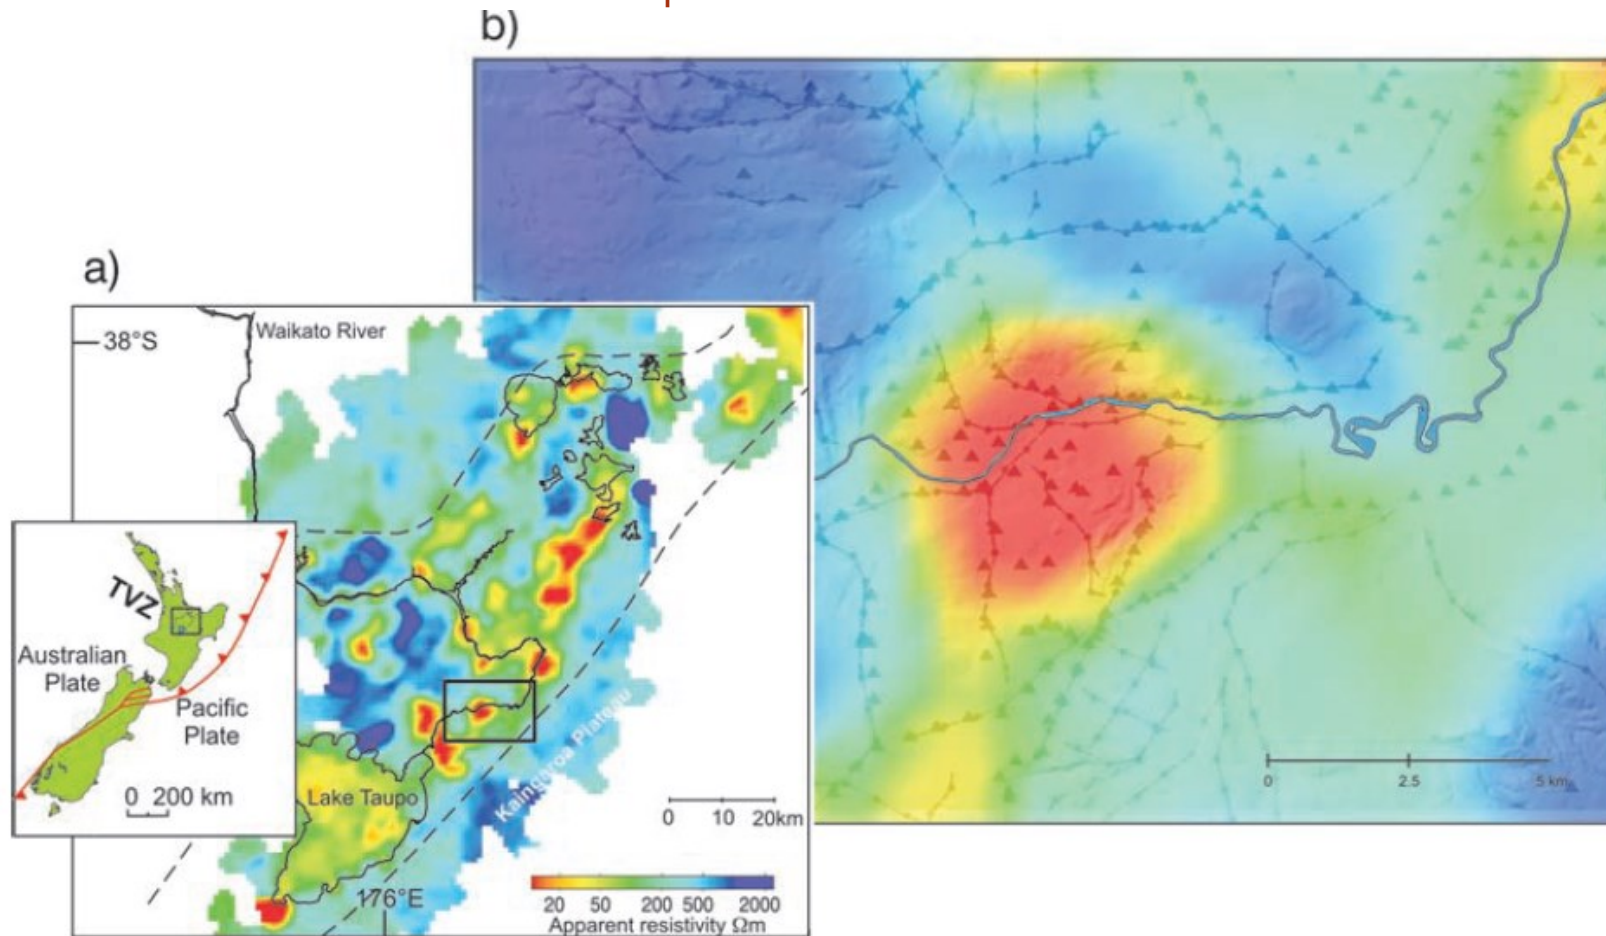 b)
a)
38°S
Waikato River
TVZ
Australian
Plate
Pacific
Plate
0 200 km
Lake Taupo
Kaingaroa Plateau
0 10 20km
176°E
20 50 200 500 2000
Apparent resistivity Ωm
0 2.5 5 km